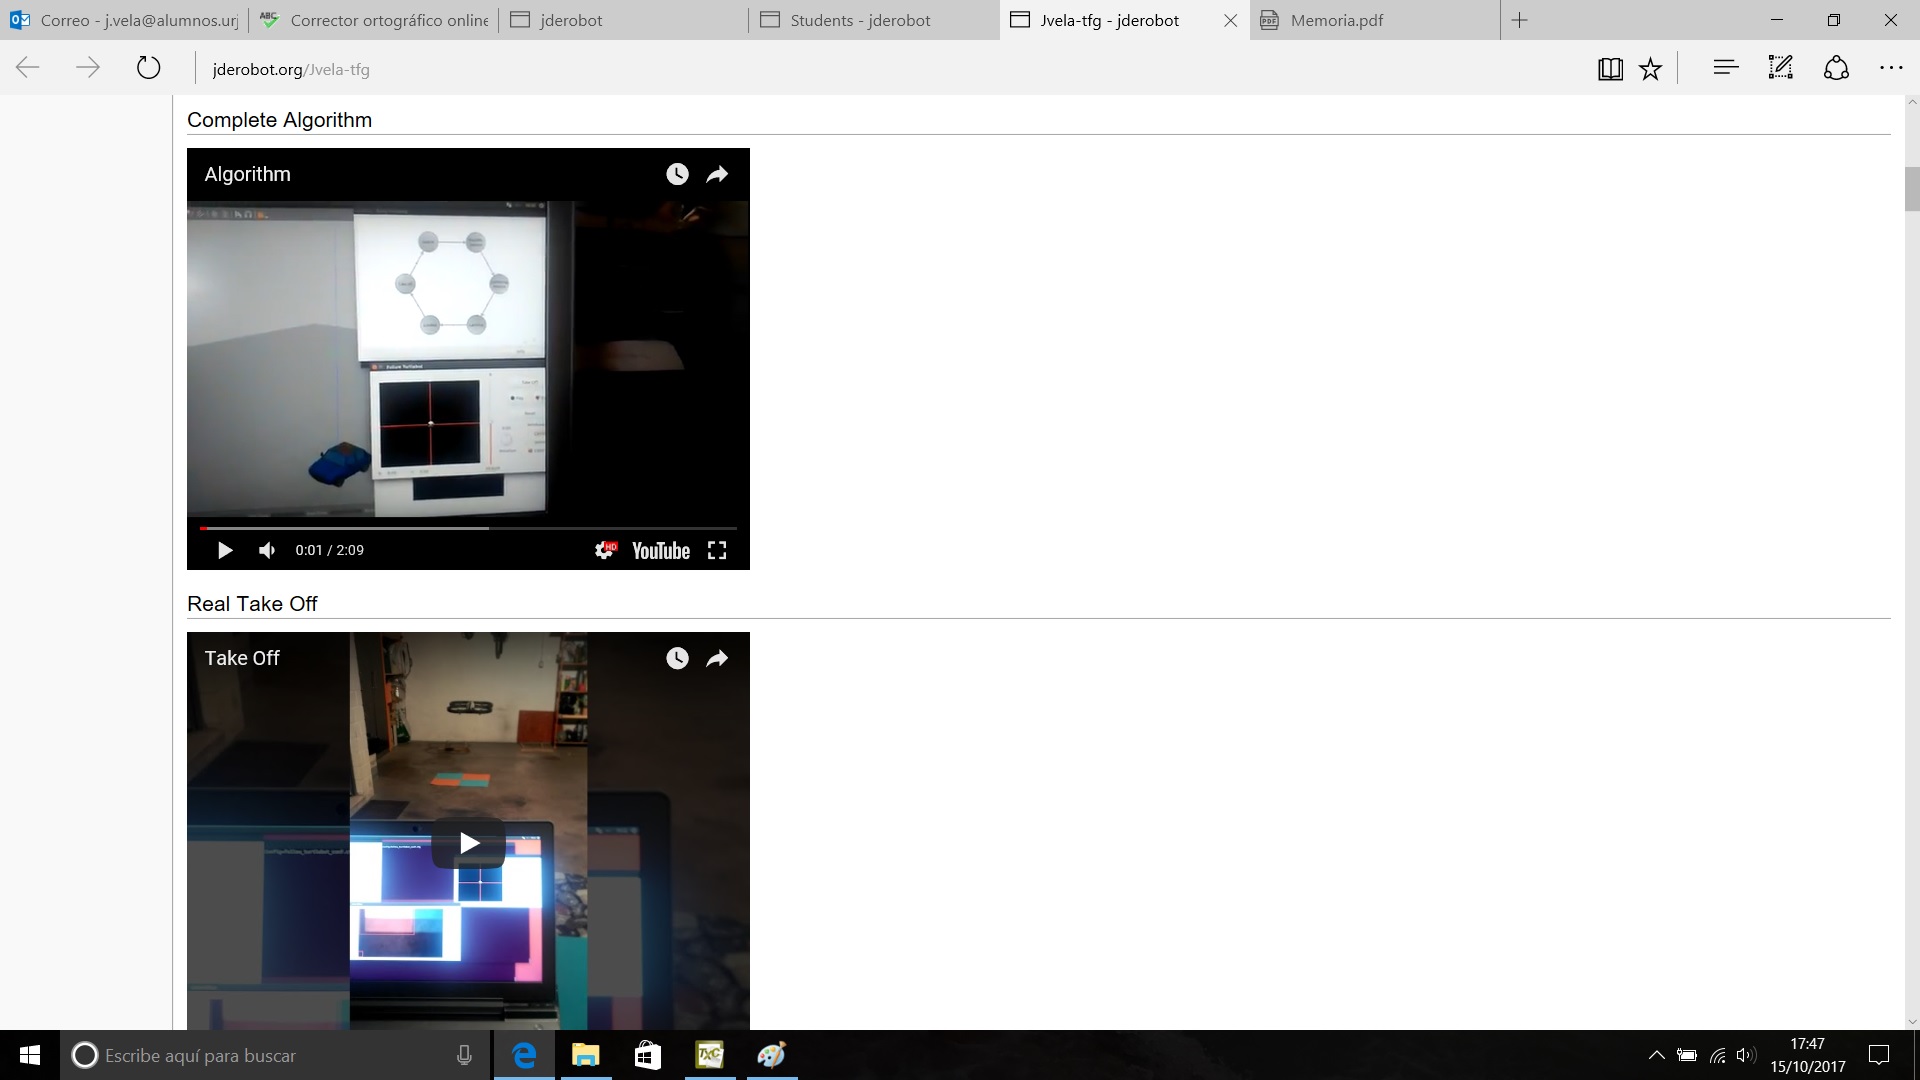 Correo - j.vela@alumnos.urj
Corrector ortográfico online
jderobot
Students - jderobot
Jvela-tfg - jderobot
Memoria.pdf
jderobot.org/Jvela-tfg
Complete Algorithm
Algorithm
0:01 / 2:09
HD
YouTube
Real Take Off
Take Off
Escribe aquí para buscar
TXC
17:47
15/10/2017